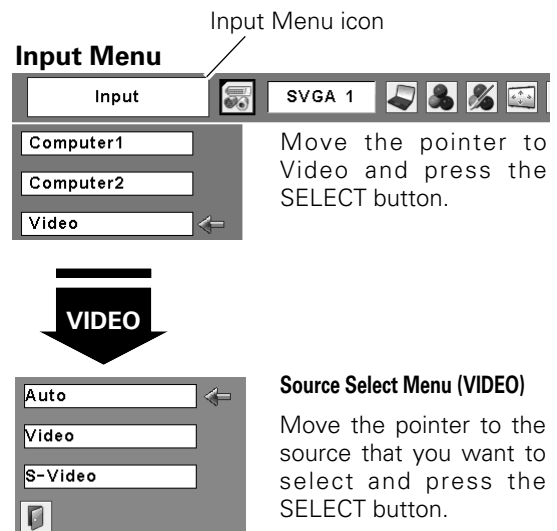 Input Menu icon
Input Menu
Input
SVGA 1
Computer1
Computer2
Video
Move the pointer to
Video and press the
SELECT button.
VIDEO
Auto
Video
S-Video
Source Select Menu (VIDEO)
Move the pointer to the
source that you want to
select and press the
SELECT button.